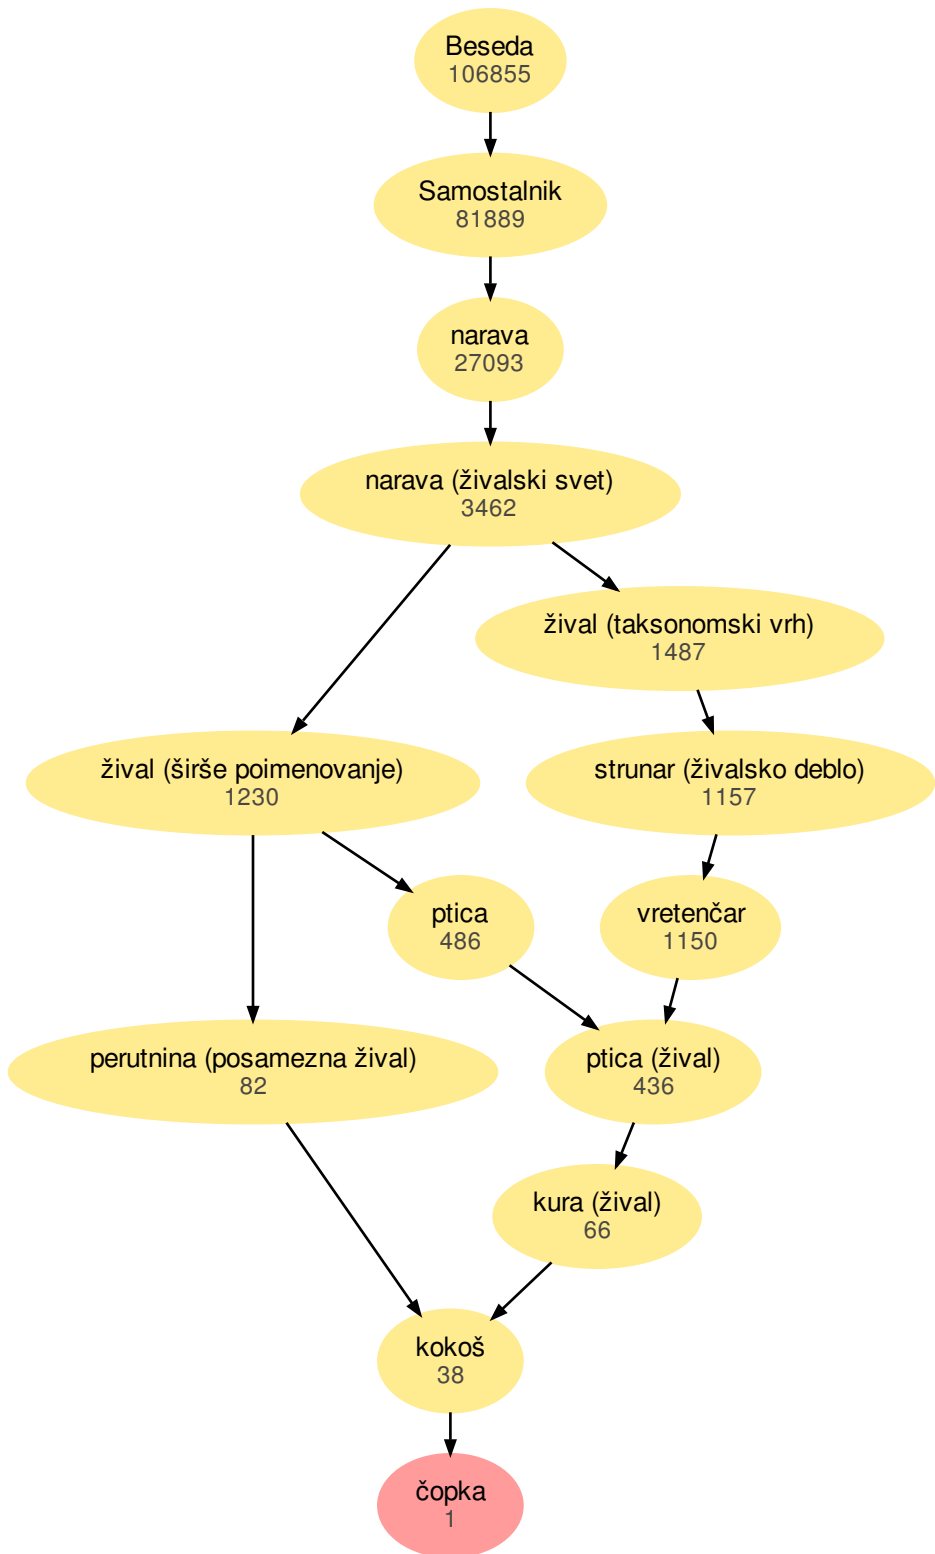 Beseda
106855
Samostalnik
81889
narava
27093
narava (živalski svet)
3462
žival (taksonomski vrh)
1487
žival (širše poimenovanje)
1230
strunar (živalsko deblo)
1157
ptica
486
vretenčar
1150
perutnina (posamezna žival)
82
ptica (žival)
436
kura (žival)
66
kokoš
38
čopka
1